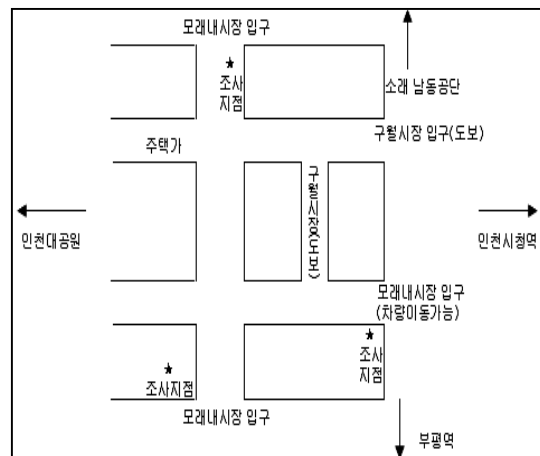 모래내시장 입구
★
조사
지점
소래 남동공단
구월시장 입구(도보)
주택가
구월시장(도보)
인천대공원
인천시청역
모래내시장 입구
(차량이동가능)
★
조사
지점
★
조사지점
모래내시장 입구
부평역